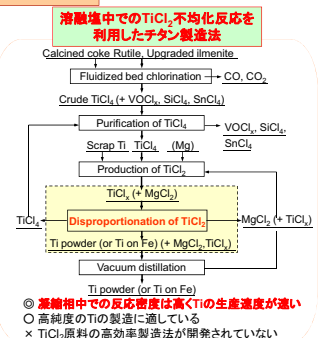 溶融塩中でのTiCl2不均化反応を
利用したチタン製造法
Calcined coke Rutile, Upgraded ilmenite
Fluidized bed chlorination
CO, CO2
Crude TiCl4 (+ VOClx, SiCl4, SnCl4)
Purification of TiCl4
VOClx, SiCl4,
SnCl4
Scrap Ti TiCl4 (Mg)
Production of TiCl2
TiClx (+ MgCl2)
TiCl4
Disproportionation of TiCl2
MgCl2 (+ TiClx)
Ti powder (or Ti on Fe) (+ MgCl2,TiClx)
Vacuum distillation
Ti powder (or Ti on Fe)
◎ 凝縮相中での反応密度は高くTiの生産速度が速い
○ 高純度のTiの製造に適している
× TiCl2原料の高効率製造法が開発されていない